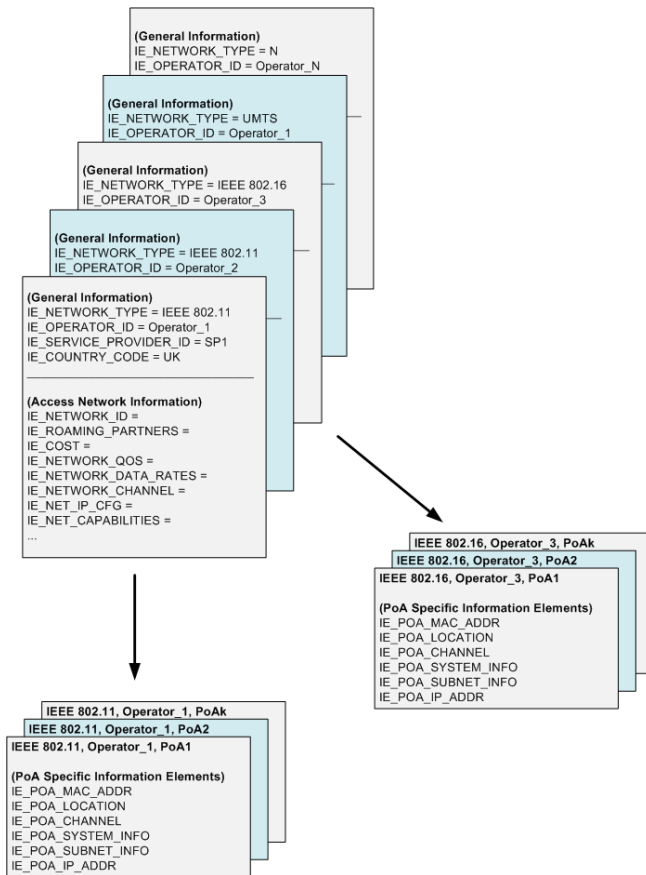 (General Information)
IE_NETWORK_TYPE = N
IE_OPERATOR_ID = Operator_N
(General Information)
IE_NETWORK_TYPE = UMTS
IE_OPERATOR_ID = Operator_1
(General Information)
IE_NETWORK_TYPE = IEEE 802.16
IE_OPERATOR_ID = Operator_3
(General Information)
IE_NETWORK_TYPE = IEEE 802.11
IE_OPERATOR_ID = Operator_2
(General Information)
IE_NETWORK_TYPE = IEEE 802.11
IE_OPERATOR_ID = Operator_1
IE_SERVICE_PROVIDER_ID = SP1
IE_COUNTRY_CODE = UK
(Access Network Information)
IE_NETWORK_ID =
IE_ROAMING_PARTNERS =
IE_COST =
IE_NETWORK_QOS =
IE_NETWORK_DATA_RATES =
IE_NETWORK_CHANNEL =
IE_NET_IP_CFG =
IE_NET_CAPABILITIES =
...
IEEE 802.16, Operator_3, PoAk
IEEE 802.16, Operator_3, PoA2
IEEE 802.16, Operator_3, PoA1
(PoA Specific Information Elements)
IE_POA_MAC_ADDR
IE_POA_LOCATION
IE_POA_CHANNEL
IE_POA_SYSTEM_INFO
IE_POA_SUBNET_INFO
IE_POA_IP_ADDR
IEEE 802.11, Operator_1, PoAk
IEEE 802.11, Operator_1, PoA2
IEEE 802.11, Operator_1, PoA1
(PoA Specific Information Elements)
IE_POA_MAC_ADDR
IE_POA_LOCATION
IE_POA_CHANNEL
IE_POA_SYSTEM_INFO
IE_POA_SUBNET_INFO
IE_POA_IP_ADDR